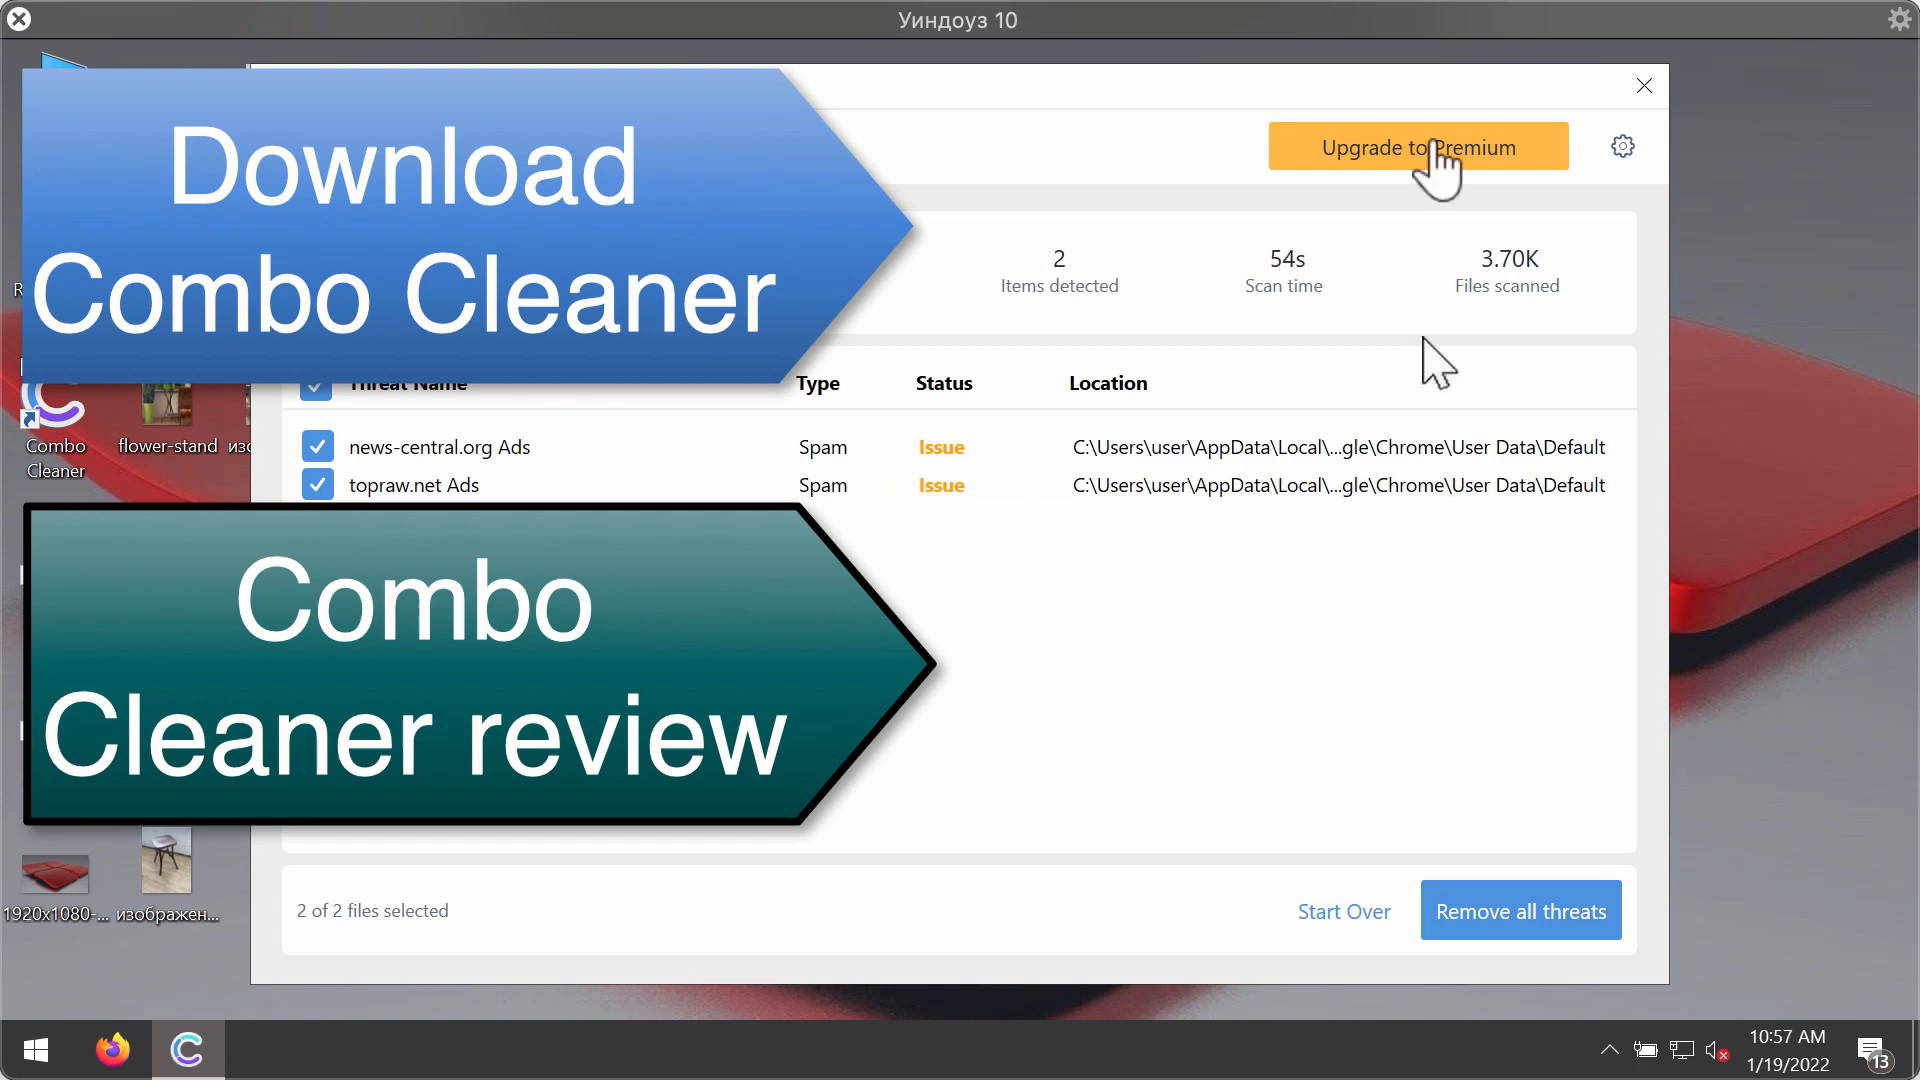 Уиндоуз 10
Download
Combo Cleaner
Upgrade to Premium
2
Items detected
54s
Scan time
3.70K
Files scanned
Threat Name
Type
Status
Location
news-central.org Ads
Spam
Issue
C:\Users\user\AppData\Local\...gle\Chrome\User Data\Default
topraw.net Ads
Spam
Issue
C:\Users\user\AppData\Local\...gle\Chrome\User Data\Default
Combo
Cleaner review
Combo
Cleaner
flower-stand
изо
R
1920x1080-...
изображен...
2 of 2 files selected
Start Over
Remove all threats
10:57 AM
1/19/2022
13